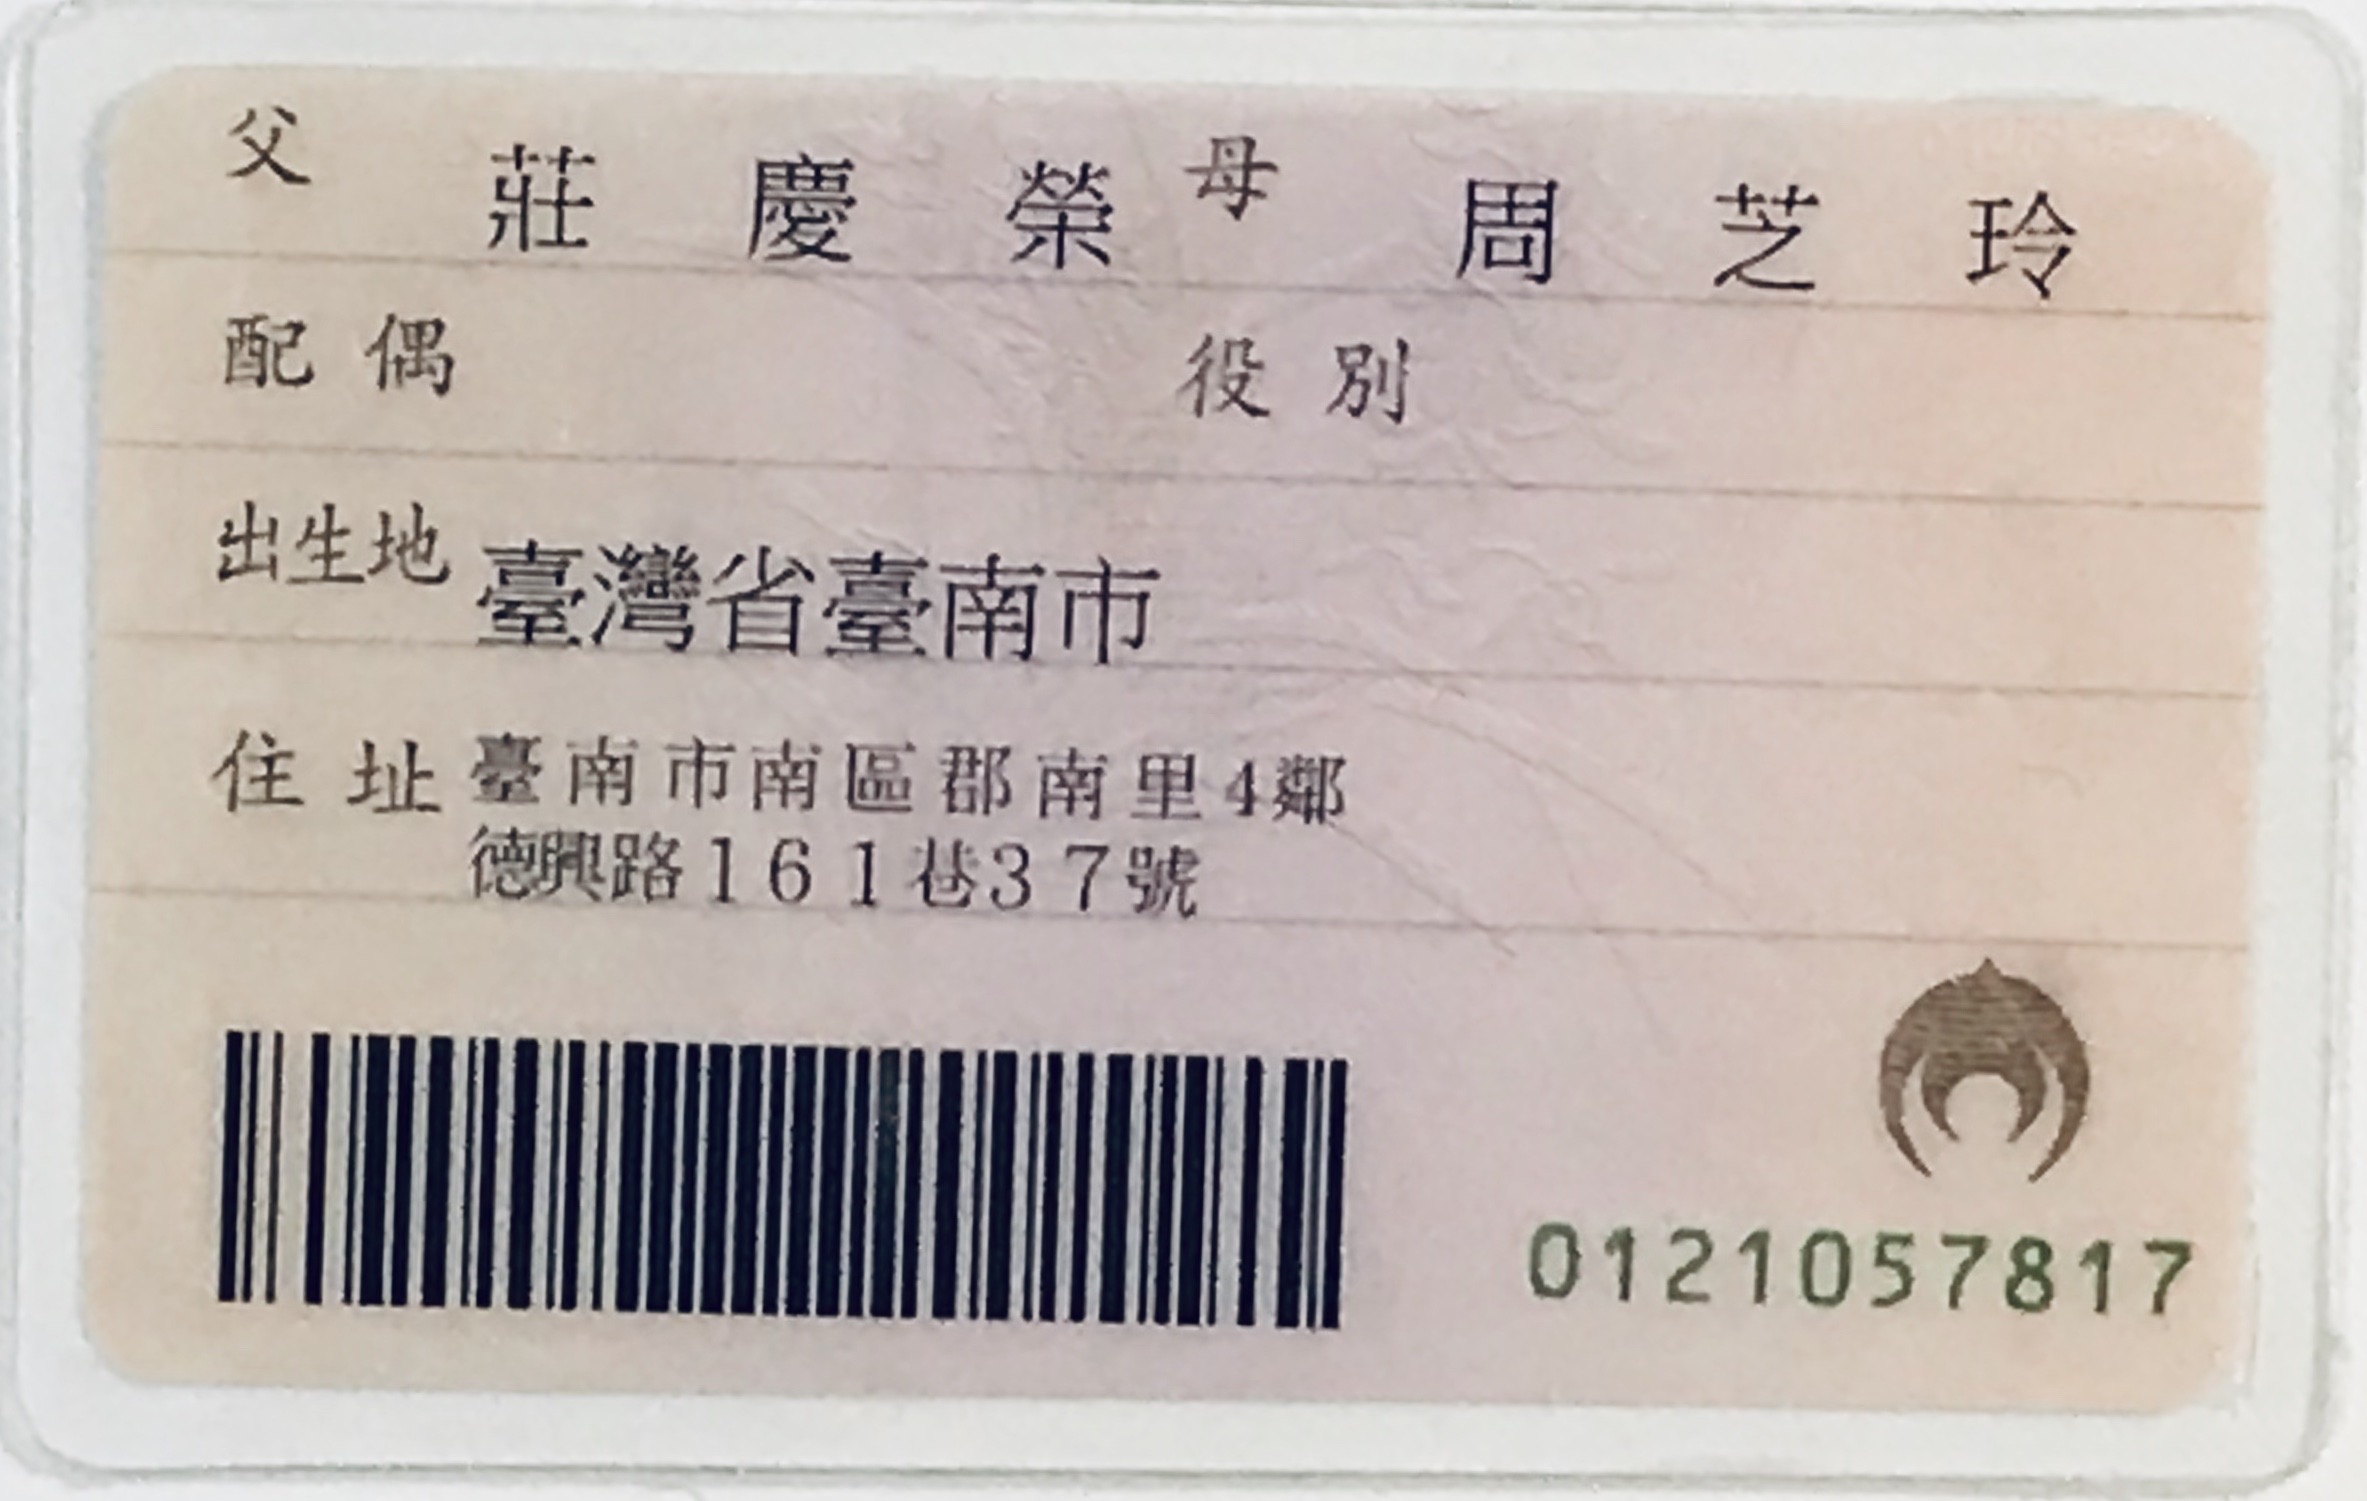 父 莊慶榮 母 周芝玲
配偶 役別
出生地 臺灣省臺南市
住址 臺南市南區郡南里4鄰
德興路161巷37號
0121057817